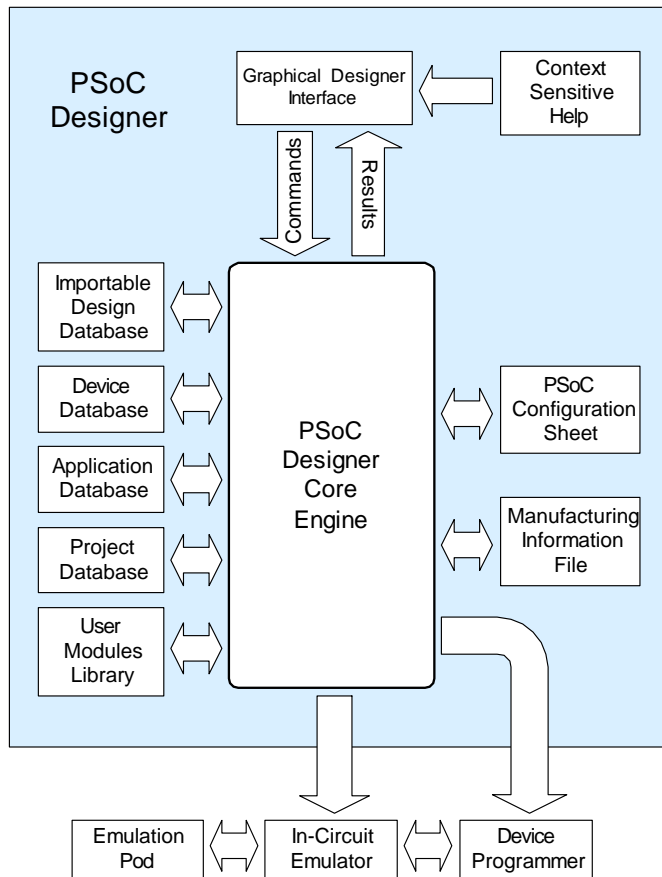 PSoC
Designer
Graphical Designer
Interface
Context
Sensitive
Help
Commands
Results
Importable
Design
Database
Device
Database
Application
Database
Project
Database
User
Modules
Library
PSoC
Designer
Core
Engine
PSoC
Configuration
Sheet
Manufacturing
Information
File
Emulation
Pod
In-Circuit
Emulator
Device
Programmer